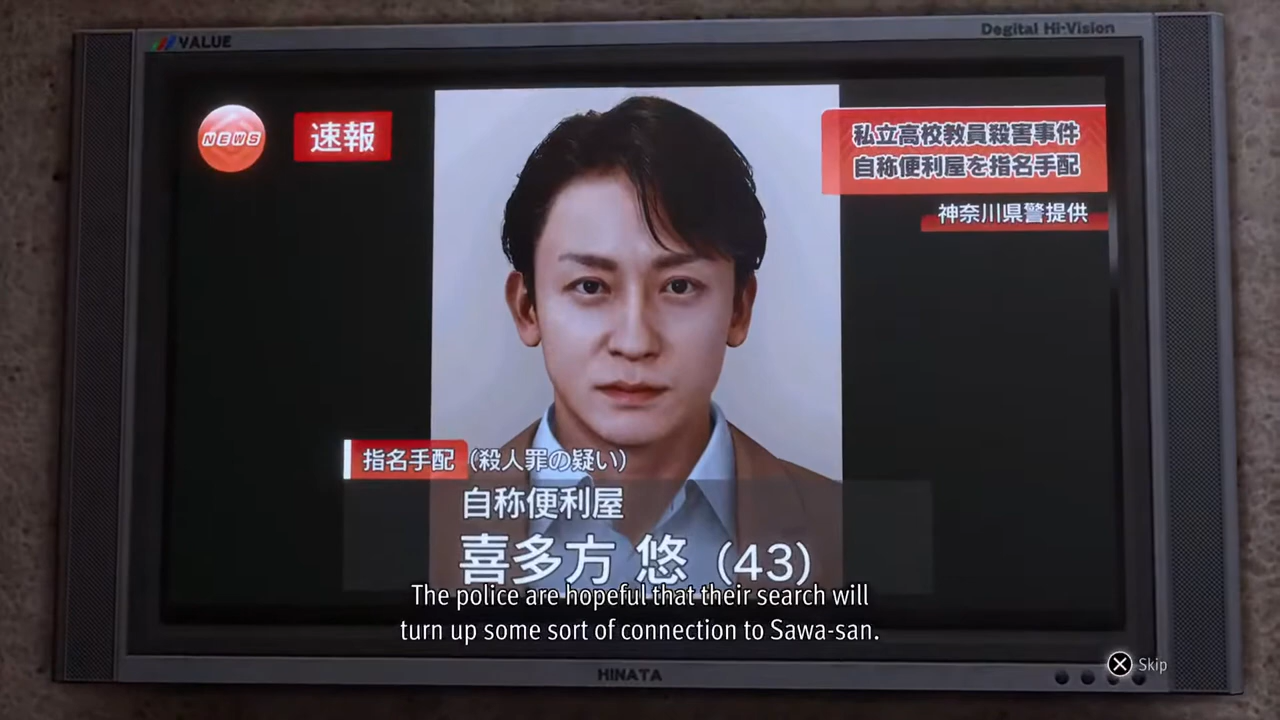 VALUE
Degital Hi-Vision
NEWS
速報
私立高校教員殺害事件
自称便利屋を指名手配
神奈川県警提供
指名手配（殺人罪の疑い）
自称便利屋
喜多方 悠（43）
The police are hopeful that their search will
turn up some sort of connection to Sawa-san.
Skip
HINATA